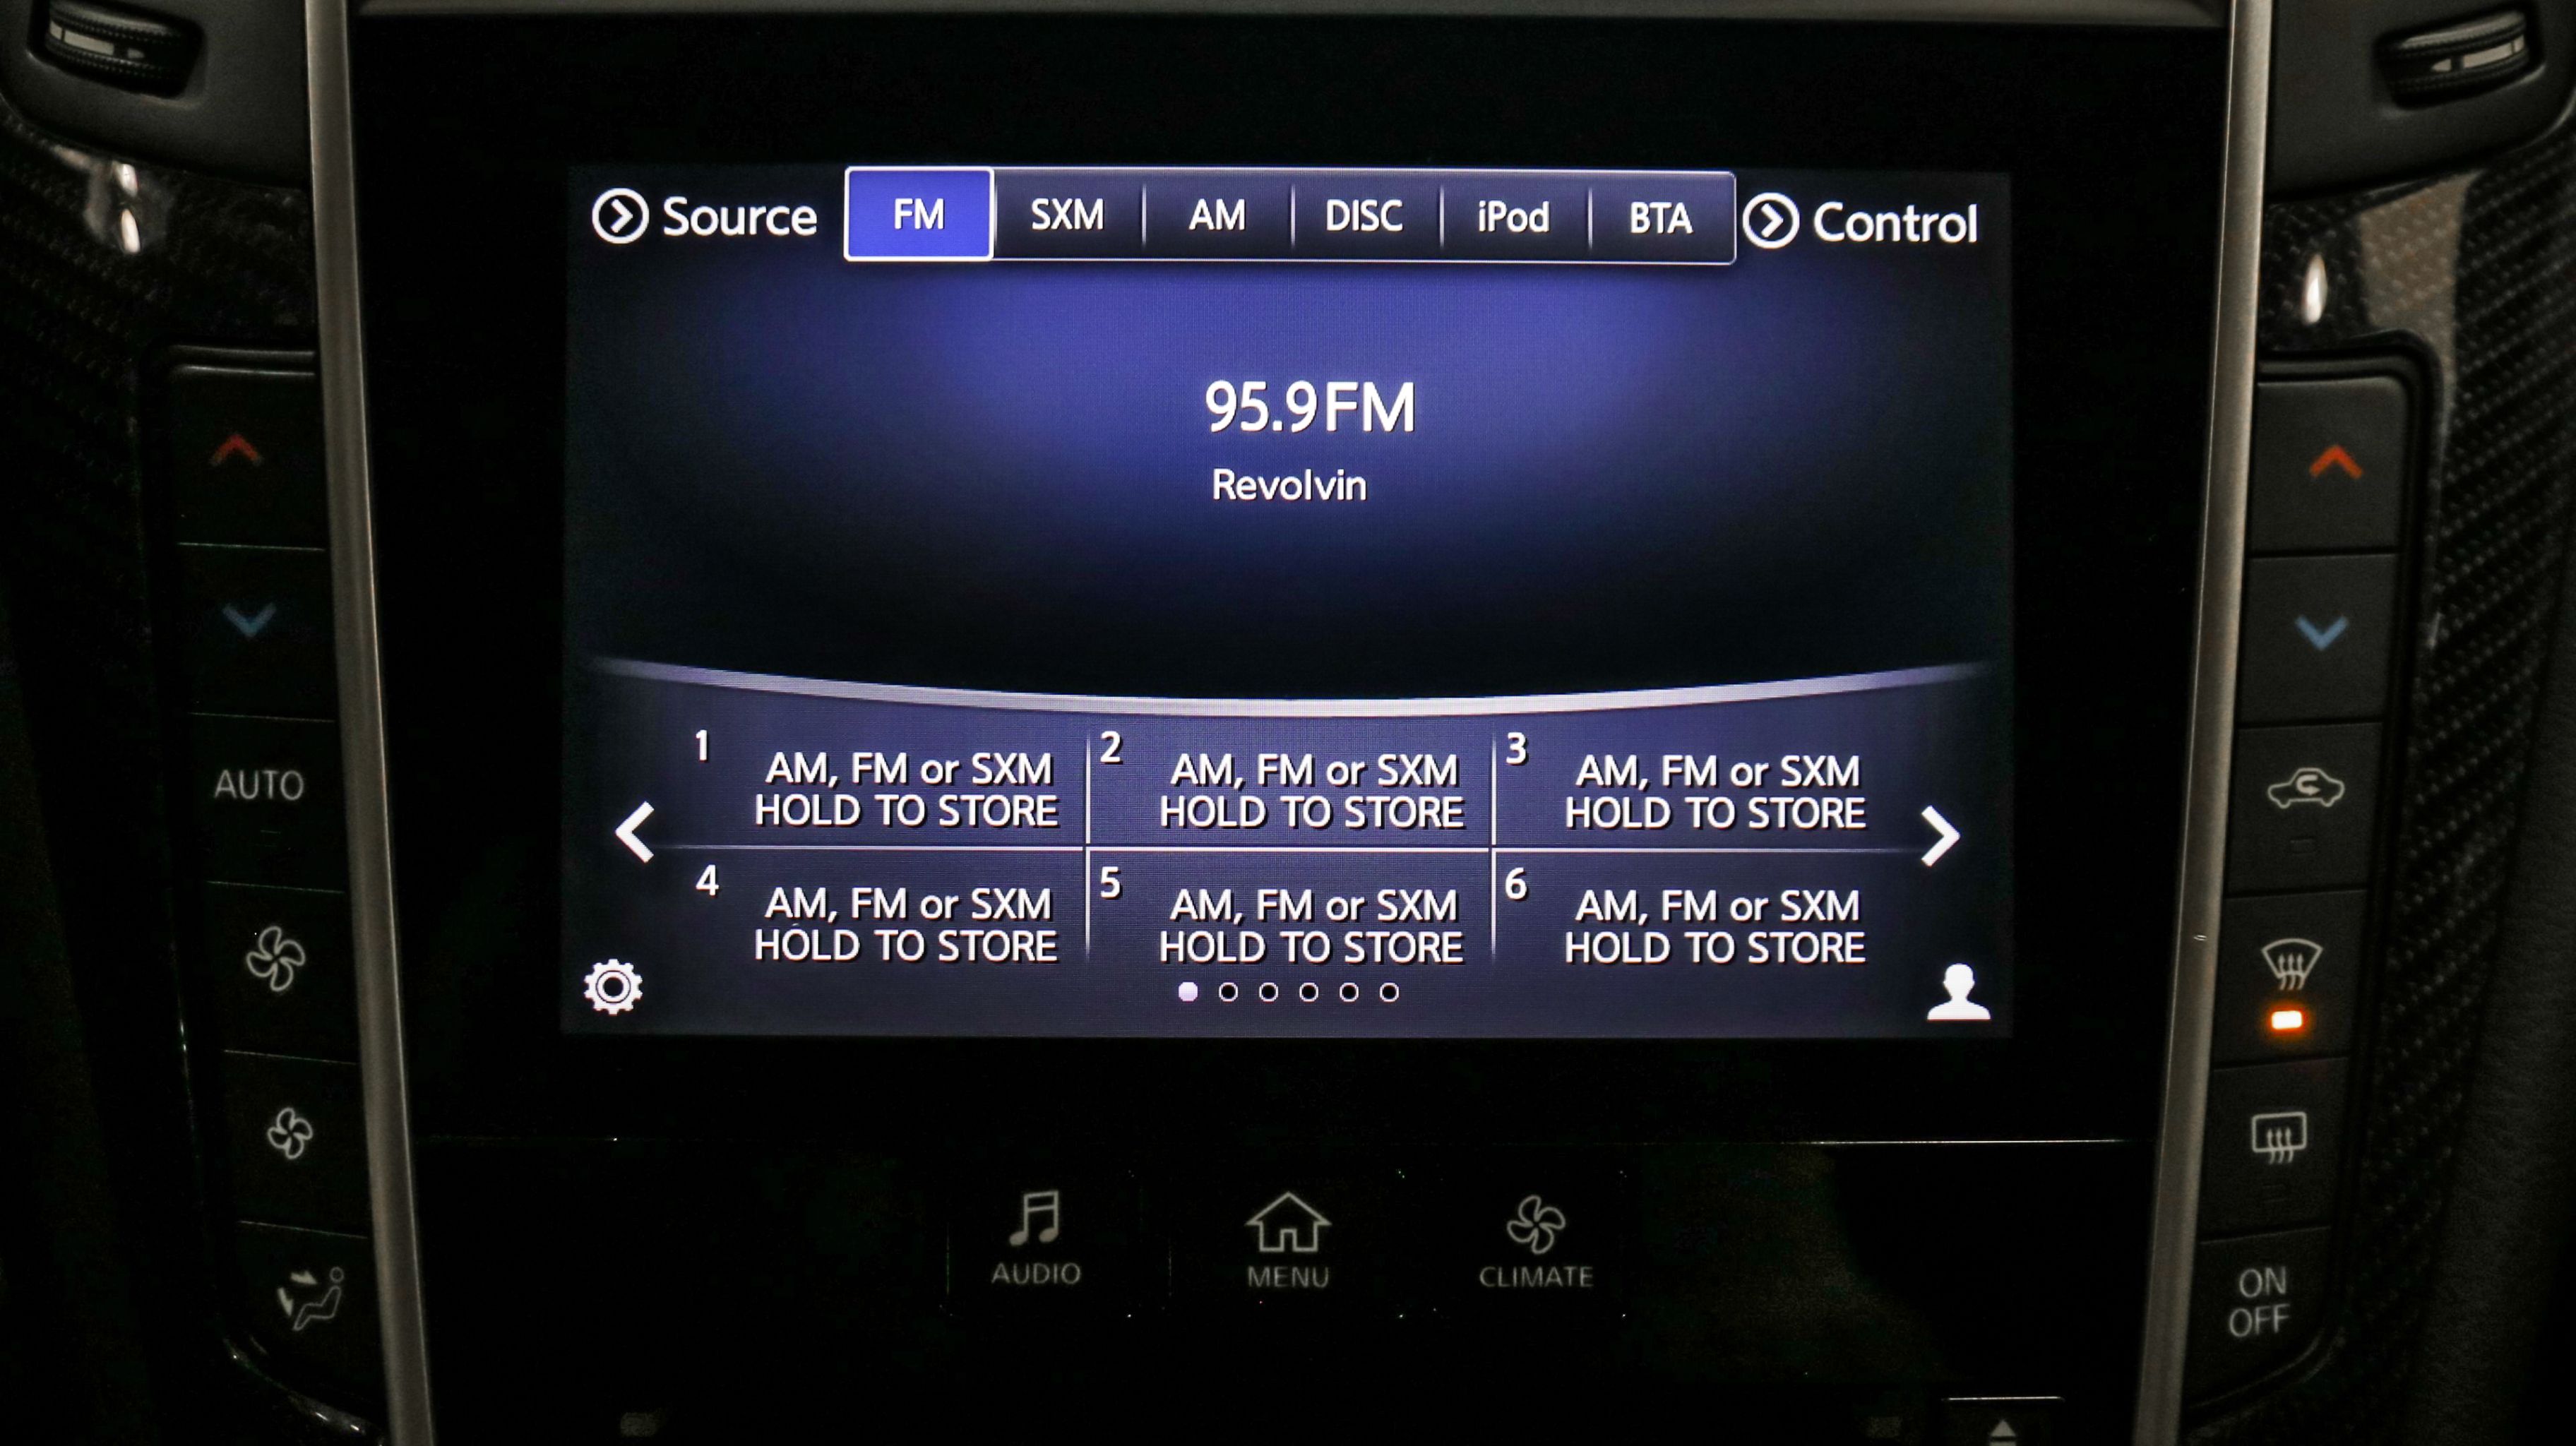 Source FM SXM AM DISC iPod BTA Control
95.9FM
Revolvin
1 2 3
AM, FM or SXM AM, FM or SXM AM, FM or SXM
HOLD TO STORE HOLD TO STORE HOLD TO STORE
4 5 6
AM, FM or SXM AM, FM or SXM AM, FM or SXM
HOLD TO STORE HOLD TO STORE HOLD TO STORE
AUTO
AUDIO MENU CLIMATE
ON
OFF